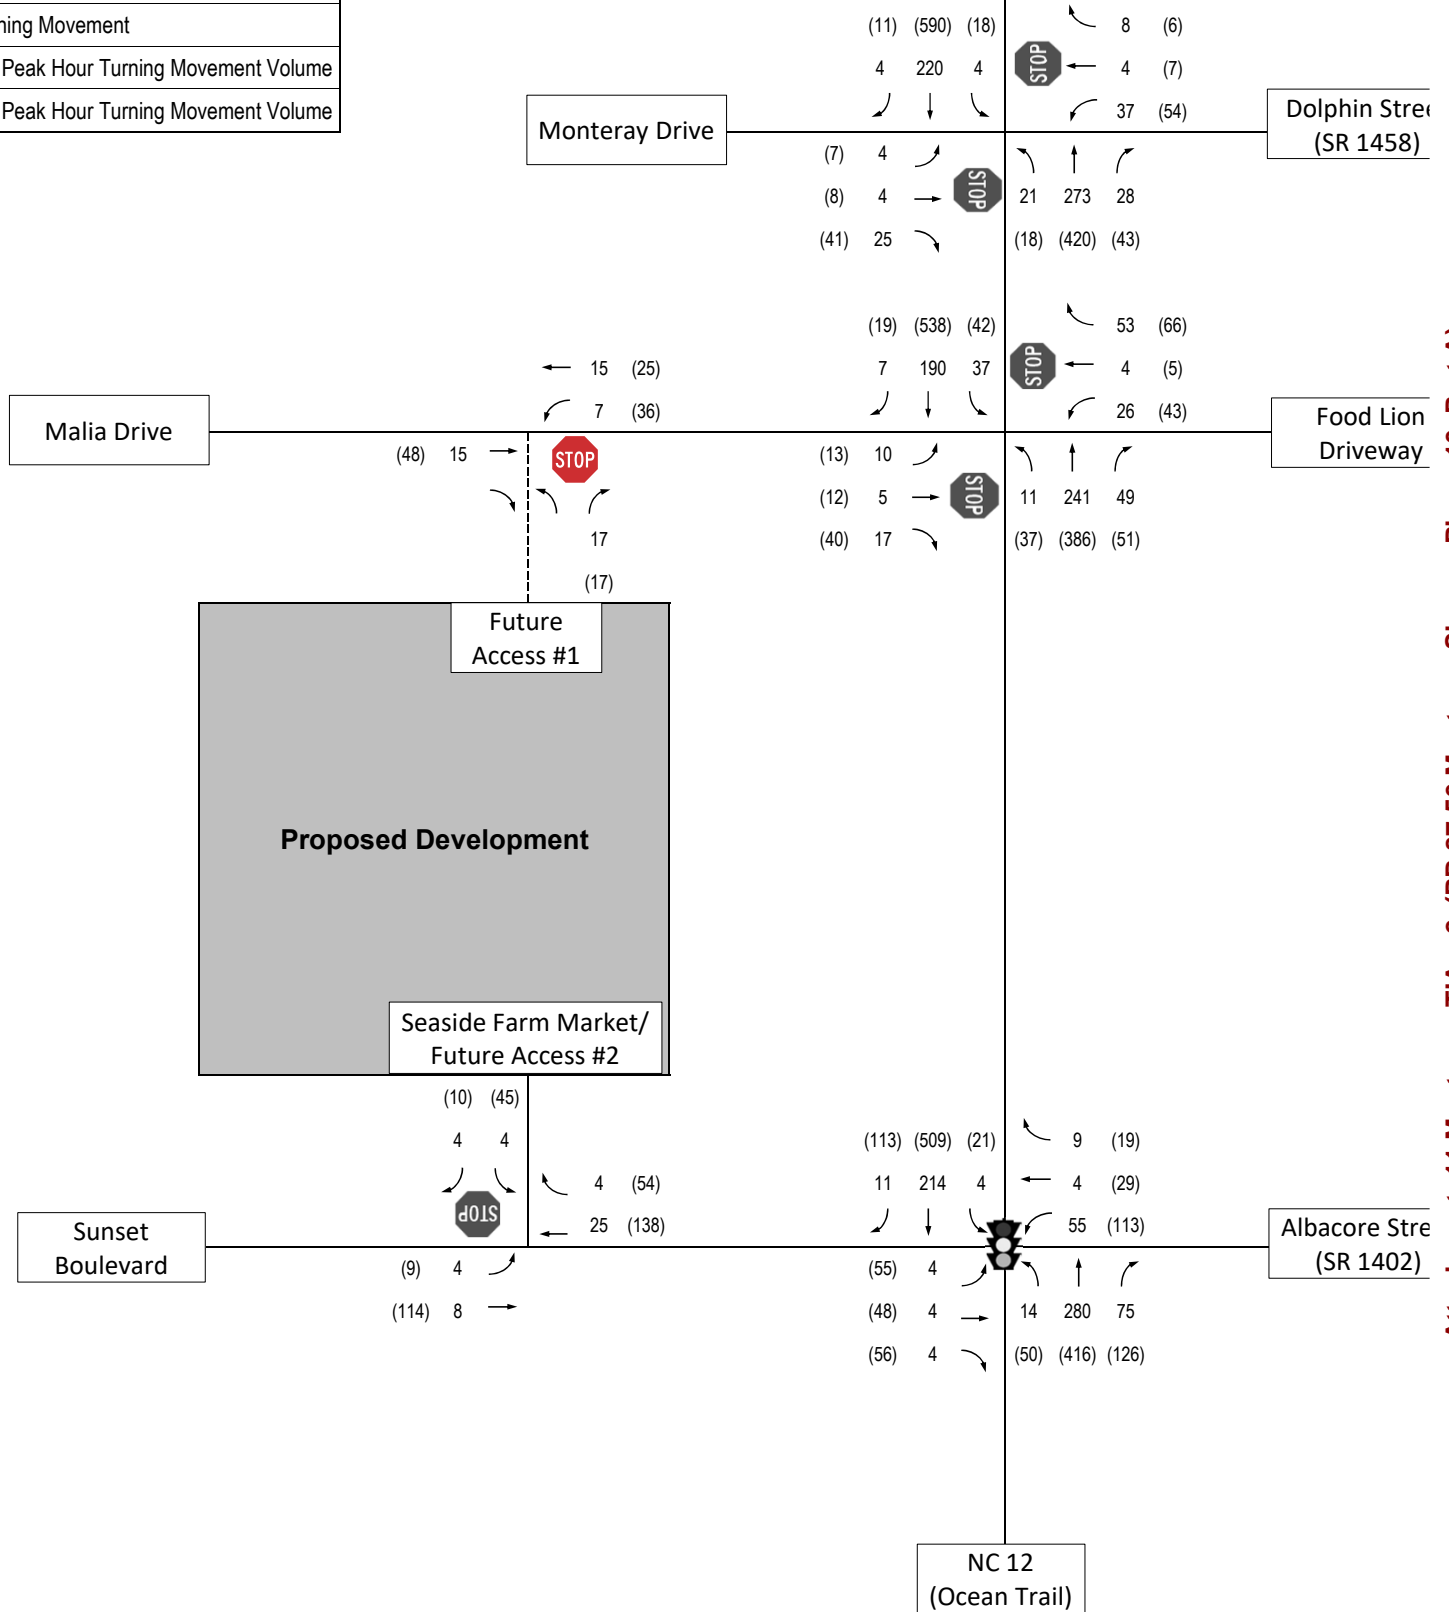 ning Movement
Peak Hour Turning Movement Volume
Peak Hour Turning Movement Volume
(11) (590) (18)
4 220 4
8 (6)
STOP
4 (7)
37 (54)
Monteray Drive
Dolphin Stree
(SR 1458)
(7) 4
(8) 4
(41) 25
STOP
21 273 28
(18) (420) (43)
(19) (538) (42)
7 190 37
53 (66)
STOP
4 (5)
26 (43)
15 (25)
7 (36)
Malia Drive
Food Lion
Driveway
(48) 15
STOP
17
(17)
(13) 10
(12) 5
(40) 17
STOP
11 241 49
(37) (386) (51)
Future
Access #1
Proposed Development
Seaside Farm Market/
Future Access #2
(10) (45)
4 4
STOP
4 (54)
25 (138)
(113) (509) (21)
11 214 4
9 (19)
4 (29)
55 (113)
Sunset
Boulevard
Albacore Stre
(SR 1402)
(9) 4
(114) 8
(55) 4
(48) 4
(56) 4
14 280 75
(50) (416) (126)
NC 12
(Ocean Trail)